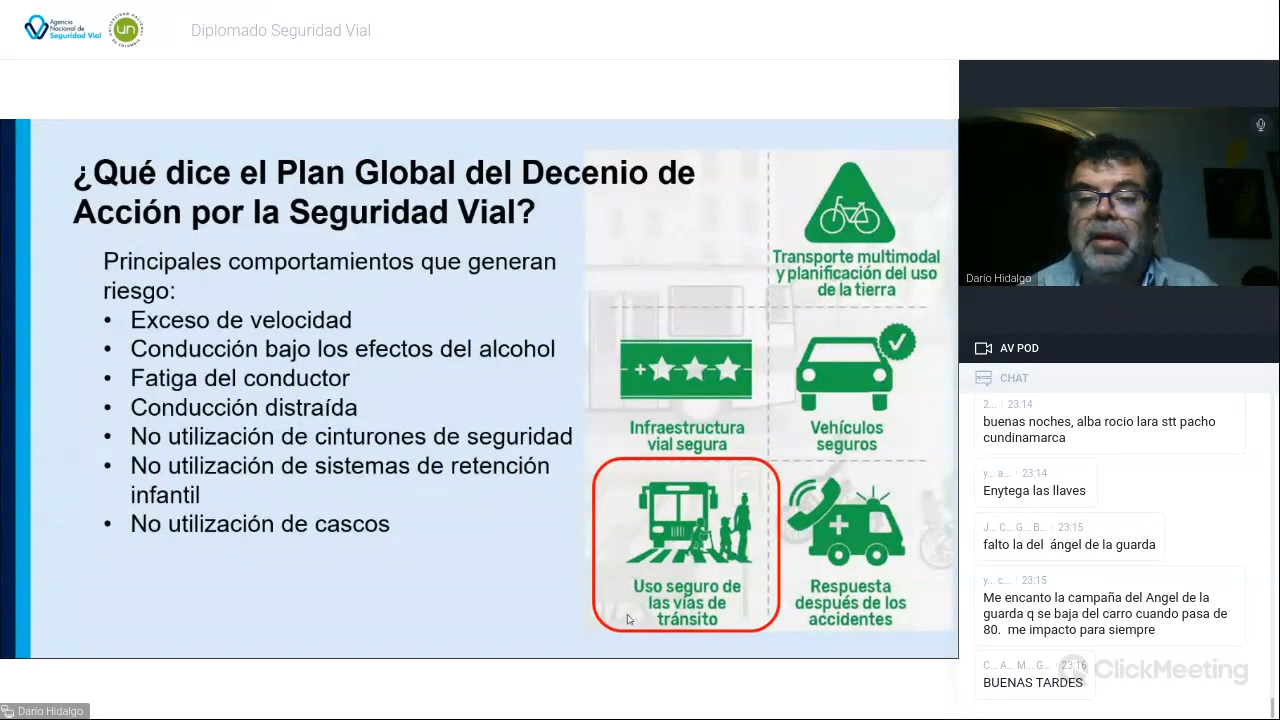 Agencia
Nacional de
Seguridad Vial
un
Diplomado Seguridad Vial
¿Qué dice el Plan Global del Decenio de
Acción por la Seguridad Vial?
Principales comportamientos que generan
riesgo:
• Exceso de velocidad
• Conducción bajo los efectos del alcohol
• Fatiga del conductor
• Conducción distraída
• No utilización de cinturones de seguridad
• No utilización de sistemas de retención
infantil
• No utilización de cascos
Transporte multimodal
y planificación del uso
de la tierra
Infraestructura
vial segura
Vehículos
seguros
Uso seguro de
las vías de
tránsito
Respuesta
después de los
accidentes
Darío Hidalgo
AV POD
CHAT
2... 23:14
buenas noches, alba rocio lara stt pacho
cundinamarca
y... a... 23:14
Enytega las llaves
J... C... G... B... 23:15
falto la del ángel de la guarda
y... c... 23:15
Me encanto la campaña del Angel de la
guarda q se baja del carro cuando pasa de
80. me impacto para siempre
C... A... M... G... 23:16
BUENAS TARDES
ClickMeeting
Darío Hidalgo